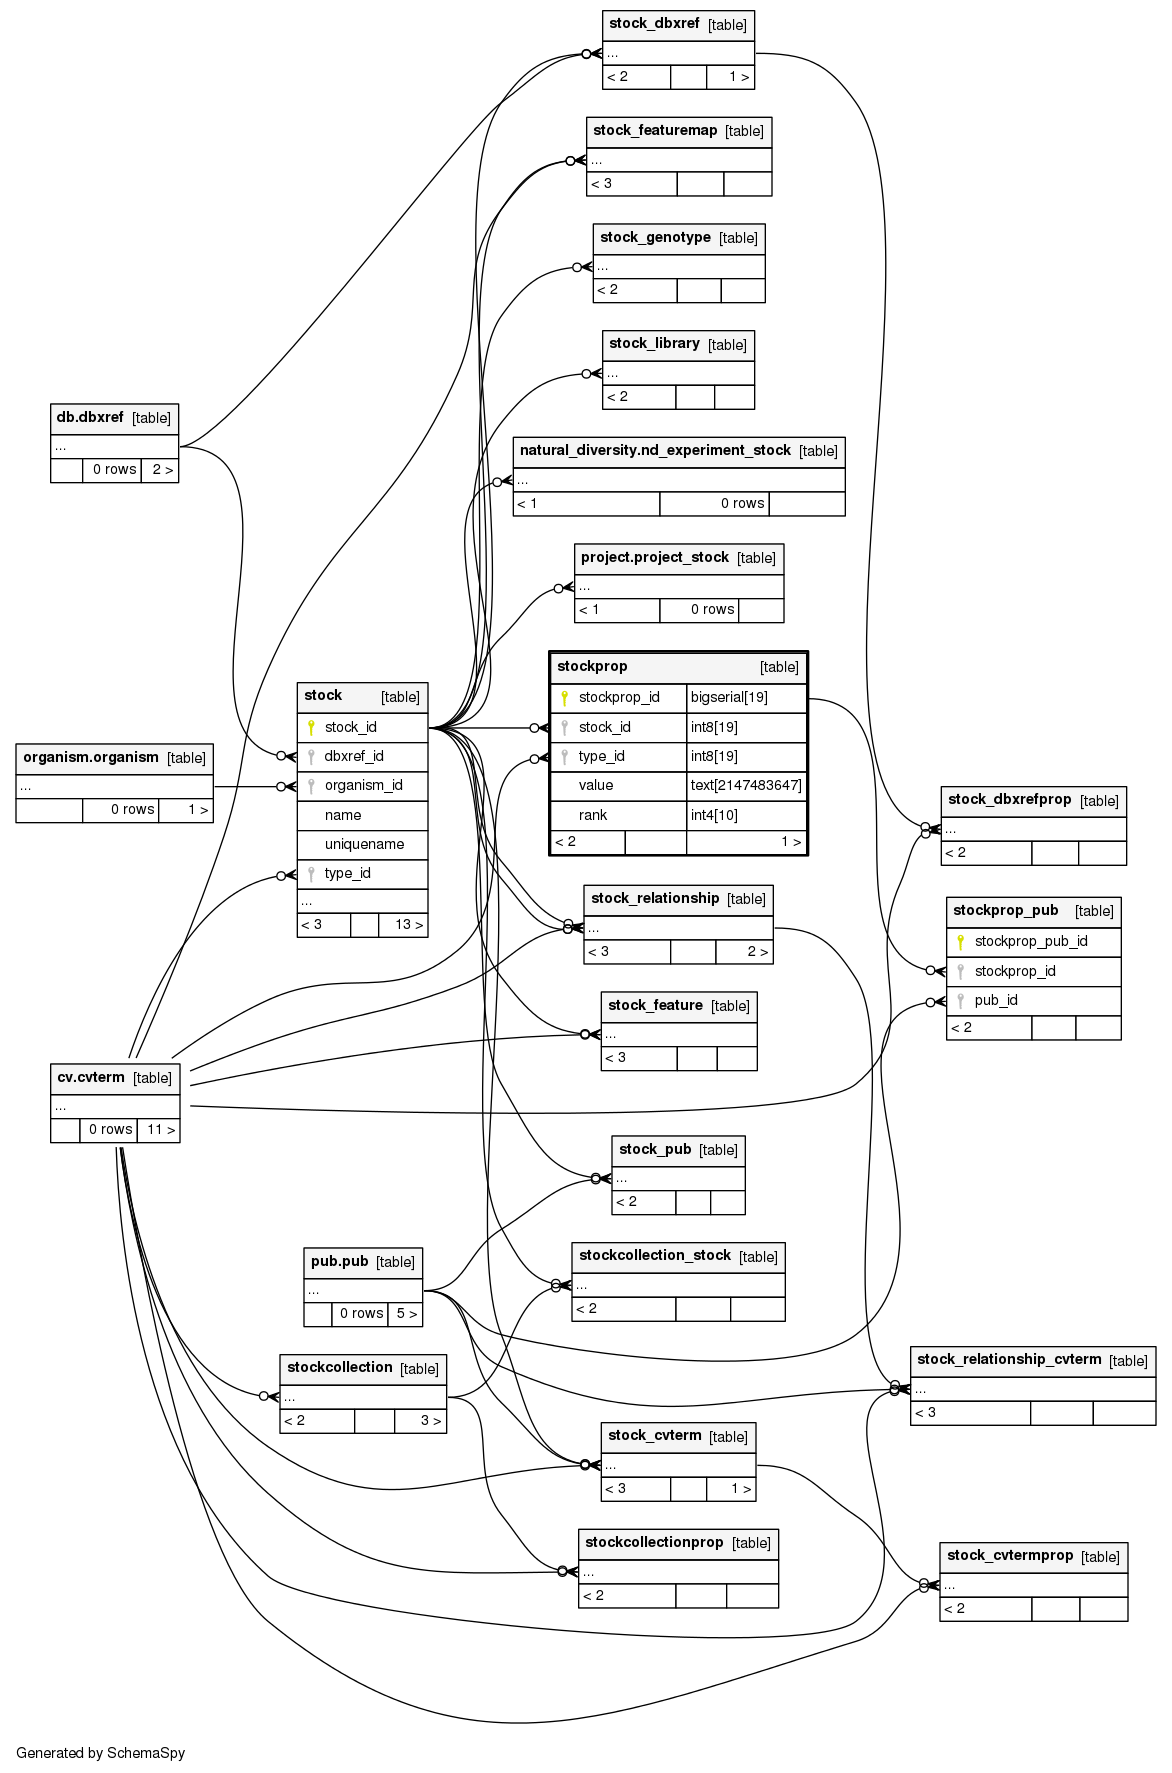 stock_dbxref [table]
...
< 2 1 >
stock_featuremap [table]
...
< 3
stock_genotype [table]
...
< 2
stock_library [table]
...
< 2
db.dbxref [table]
...
0 rows 2 >
natural_diversity.nd_experiment_stock [table]
...
< 1 0 rows
project.project_stock [table]
...
< 1 0 rows
stockprop [table]
stockprop_id bigserial[19]
stock_id int8[19]
type_id int8[19]
value text[2147483647]
rank int4[10]
< 2 1 >
stock [table]
stock_id
dbxref_id
organism_id
name
uniquename
type_id
...
< 3 13 >
organism.organism [table]
...
0 rows 1 >
stock_dbxrefprop [table]
...
< 2
stock_relationship [table]
...
< 3 2 >
stockprop_pub [table]
stockprop_pub_id
stockprop_id
pub_id
< 2
stock_feature [table]
...
< 3
cv.cvterm [table]
...
0 rows 11 >
stock_pub [table]
...
< 2
pub.pub [table]
...
0 rows 5 >
stockcollection_stock [table]
...
< 2
stockcollection [table]
...
< 2 3 >
stock_relationship_cvterm [table]
...
< 3
stock_cvterm [table]
...
< 3 1 >
stockcollectionprop [table]
...
< 2
stock_cvtermprop [table]
...
< 2
Generated by SchemaSpy